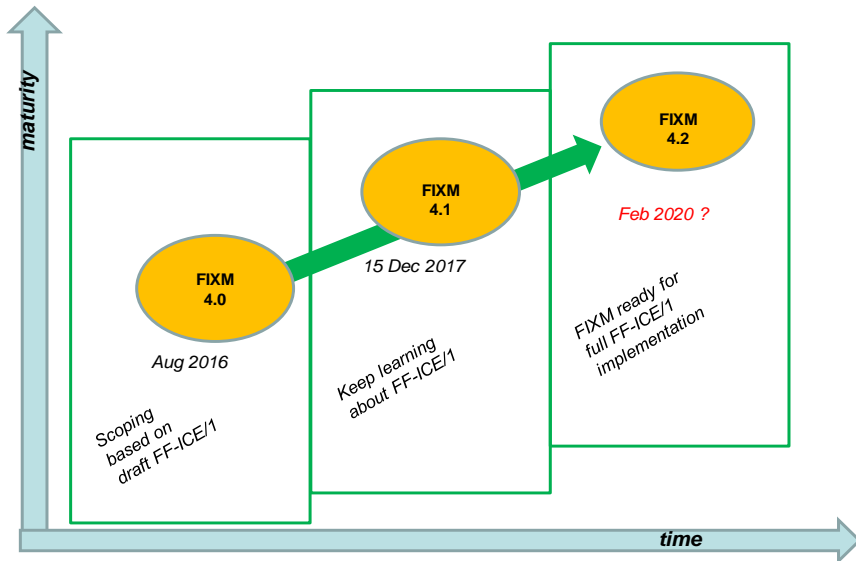 maturity
FIXM
4.0
Aug 2016
Scoping
based on
draft FF-ICE/1
FIXM
4.1
15 Dec 2017
Keep learning
about FF-ICE/1
FIXM
4.2
Feb 2020 ?
FIXM ready for
full FF-ICE/1
implementation
time